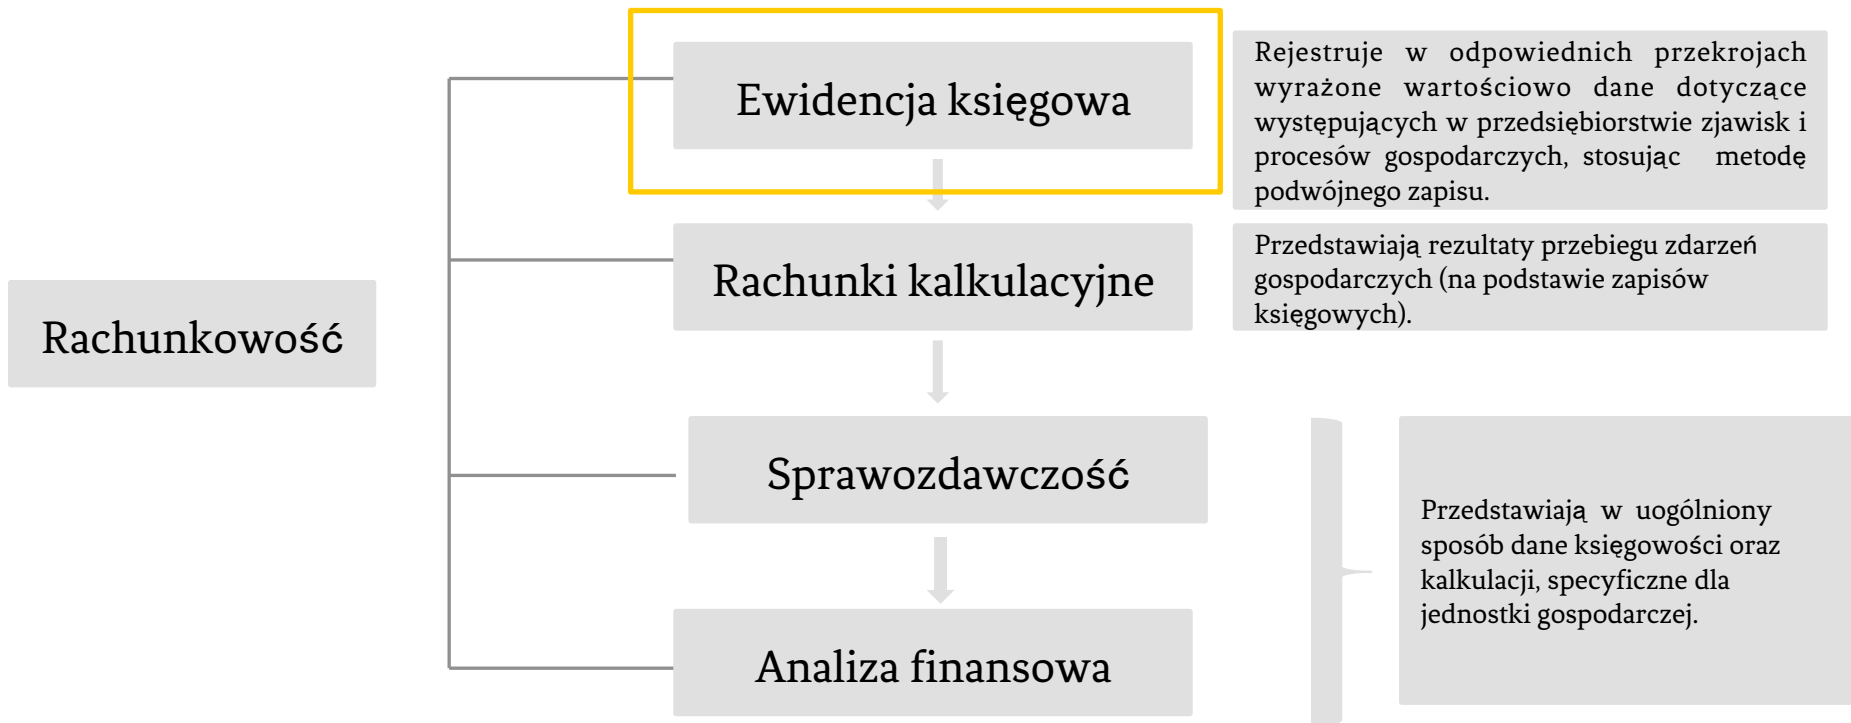 Ewidencja księgowa
Rejestruje w odpowiednich przekrojach
wyrażone wartościowo dane dotyczące
występujących w przedsiębiorstwie zjawisk i
procesów gospodarczych, stosując metodę
podwójnego zapisu.
Rachunki kalkulacyjne
Przedstawiają rezultaty przebiegu zdarzeń
gospodarczych (na podstawie zapisów
księgowych).
Rachunkowość
Sprawozdawczość
Przedstawiają w uogólniony
sposób dane księgowości oraz
kalkulacji, specyficzne dla
jednostki gospodarczej.
Analiza finansowa